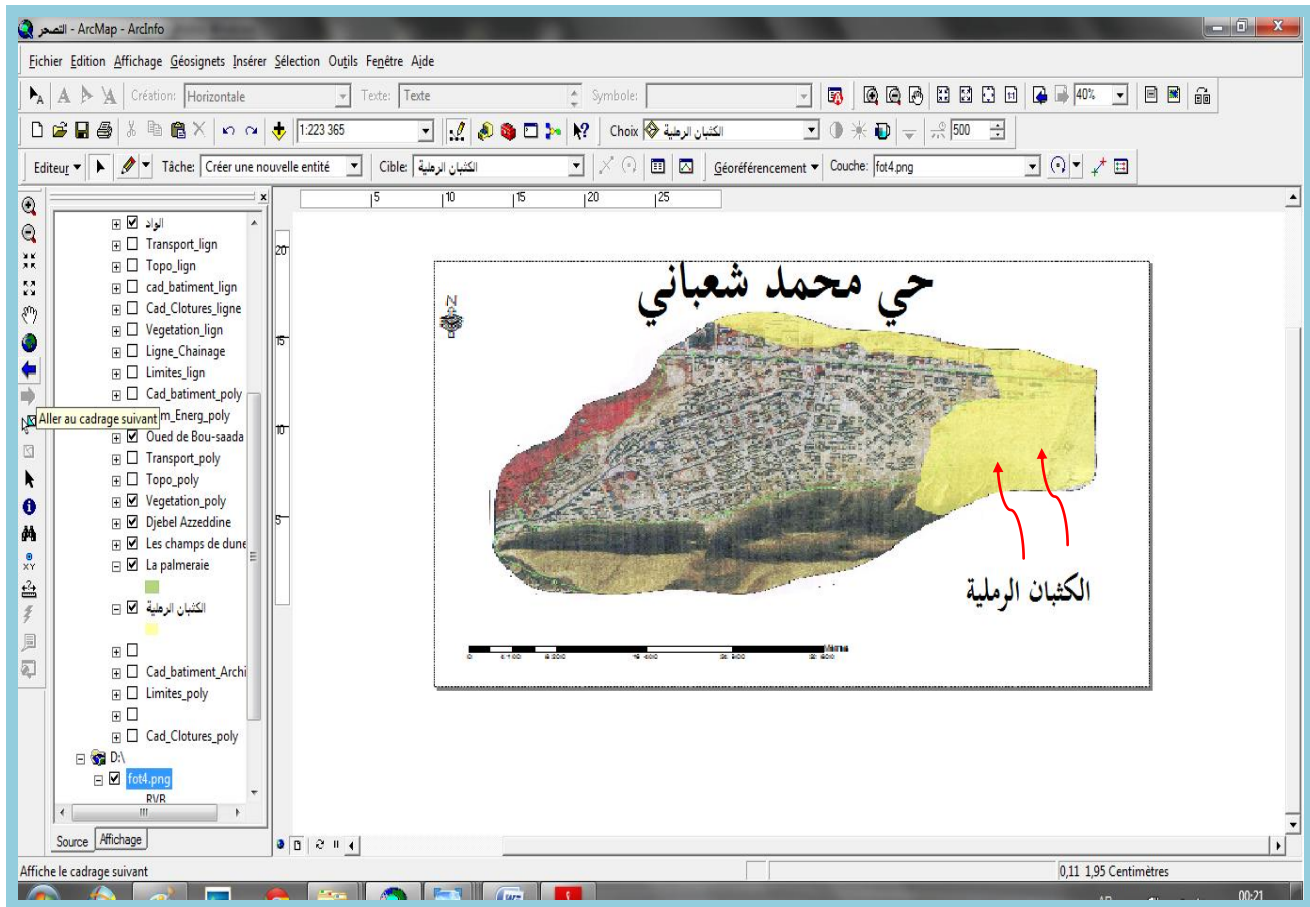 التصحر - ArcMap - ArcInfo
Fichier Edition Affichage Géosignets Insérer Sélection Outils Fenêtre Aide
Création: Horizontale Texte: Texte Symbole: 40%
1:223 365 Choix الكثبان الرملية 500
Editeur Tâche: Créer une nouvelle entité Cible: الكثبان الرملية Géoréférencement Couche: fot4.png
5 10 15 20 25
20
15
10
5
الواد
Transport_lign
Topo_lign
cad_batiment_lign
Cad_Clotures_ligne
Vegetation_lign
Ligne_Chainage
Limites_lign
Cad_batiment_poly
Aller au cadrage suivant m_Energ_poly
Oued de Bou-saada
Transport_poly
Topo_poly
Vegetation_poly
Djebel Azzeddine
Les champs de dune
La palmeraie
الكثبان الرملية
Cad_batiment_Archi
Limites_poly
Cad_Clotures_poly
D:\
fot4.png
RVB
Source Affichage
حي محمد شعباني
N
الكثبان الرملية
0
Affiche le cadrage suivant 0,11 1,95 Centimètres
00:21